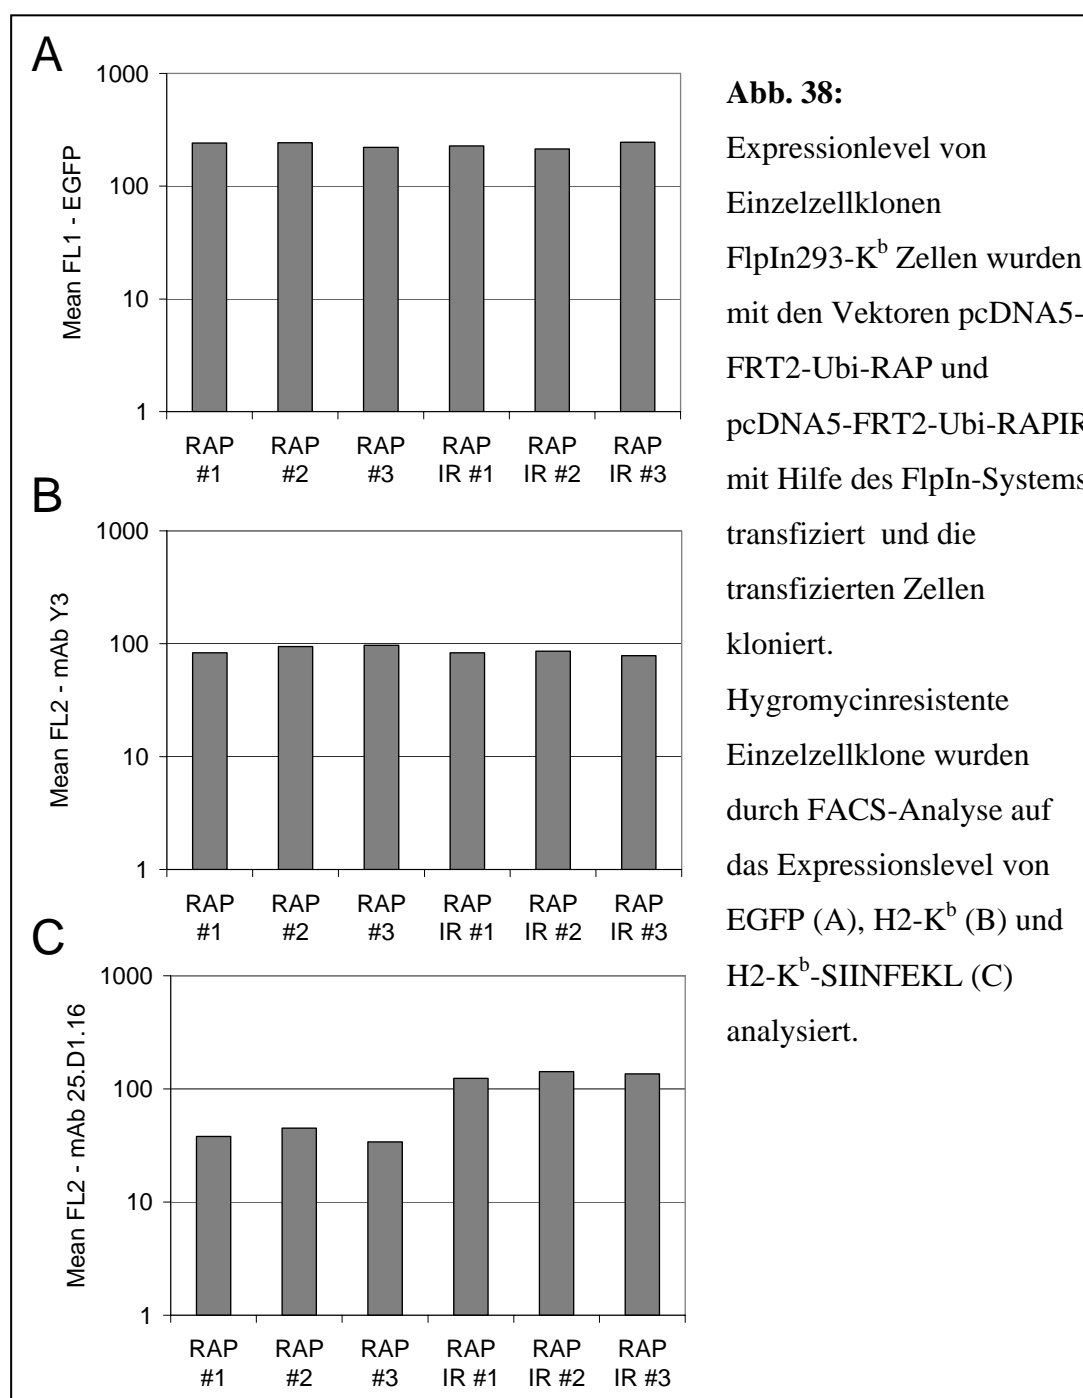 A
1000
100
10
1
Mean FL1 - EGFP
RAP #1
RAP #2
RAP #3
RAP IR #1
RAP IR #2
RAP IR #3
B
1000
100
10
1
Mean FL2 - mAb Y3
RAP #1
RAP #2
RAP #3
RAP IR #1
RAP IR #2
RAP IR #3
C
1000
100
10
1
Mean FL2 - mAb 25.D1.16
RAP #1
RAP #2
RAP #3
RAP IR #1
RAP IR #2
RAP IR #3
Abb. 38:
Expressionlevel von
Einzelzellklonen
FlpIn293-K^b Zellen wurden
mit den Vektoren pcDNA5-
FRT2-Ubi-RAP und
pcDNA5-FRT2-Ubi-RAPIR
mit Hilfe des FlpIn-Systems
transfiziert und die
transfizierten Zellen
kloniert.
Hygromycinresistente
Einzelzellklone wurden
durch FACS-Analyse auf
das Expressionslevel von
EGFP (A), H2-K^b (B) und
H2-K^b-SIINFEKL (C)
analysiert.